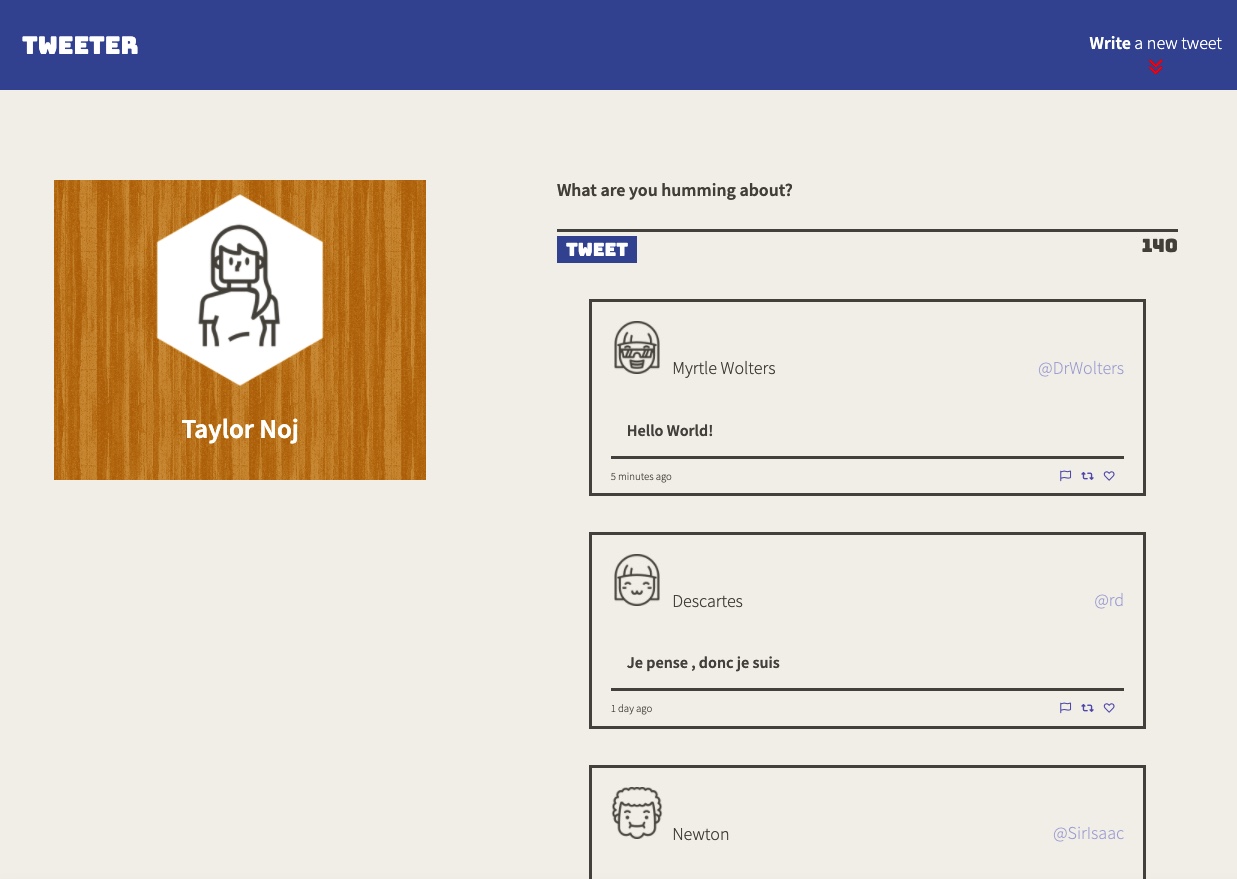 TWEETER
Write a new tweet
Taylor Noj
What are you humming about?
TWEET
140
Myrtle Wolters
@DrWolters
Hello World!
5 minutes ago
Descartes
@rd
Je pense , donc je suis
1 day ago
Newton
@SirIsaac